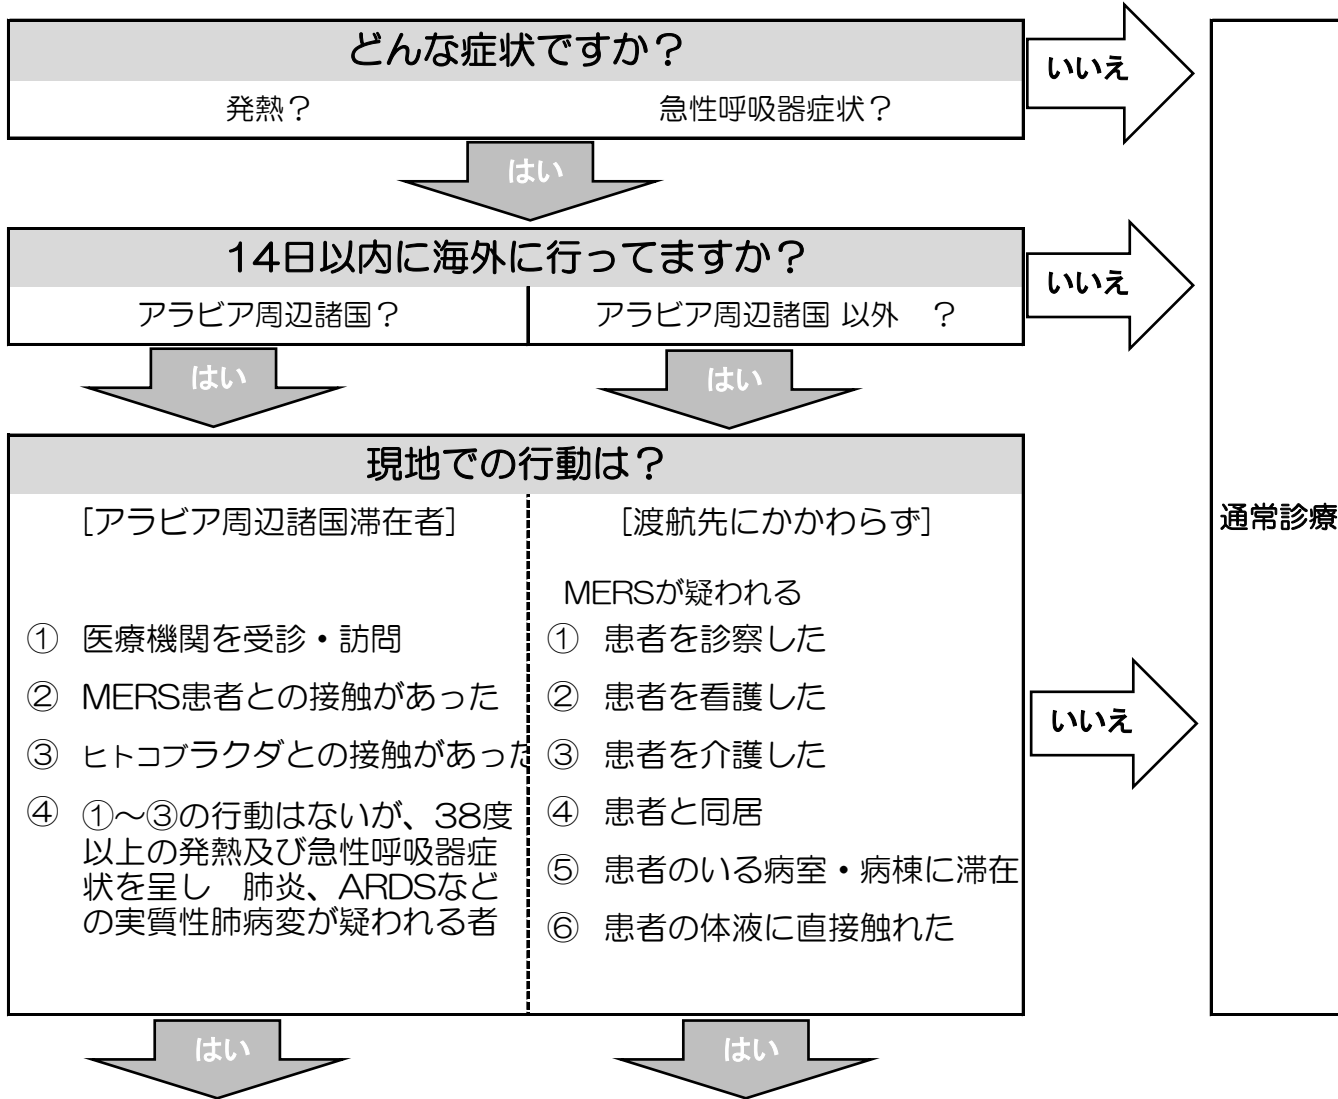 どんな症状ですか？
発熱？ 急性呼吸器症状？
いいえ
はい
14日以内に海外に行ってますか？
アラビア周辺諸国？ アラビア周辺諸国 以外　？
いいえ
はい はい
現地での行動は？
[アラビア周辺諸国滞在者]
① 医療機関を受診・訪問
② MERS患者との接触があった
③ ヒトコブラクダとの接触があった
④ ①～③の行動はないが、38度
以上の発熱及び急性呼吸器症
状を呈し　肺炎、ARDSなど
の実質性肺病変が疑われる者
[渡航先にかかわらず]
MERSが疑われる
① 患者を診察した
② 患者を看護した
③ 患者を介護した
④ 患者と同居
⑤ 患者のいる病室・病棟に滞在
⑥ 患者の体液に直接触れた
いいえ
はい はい
通常診療